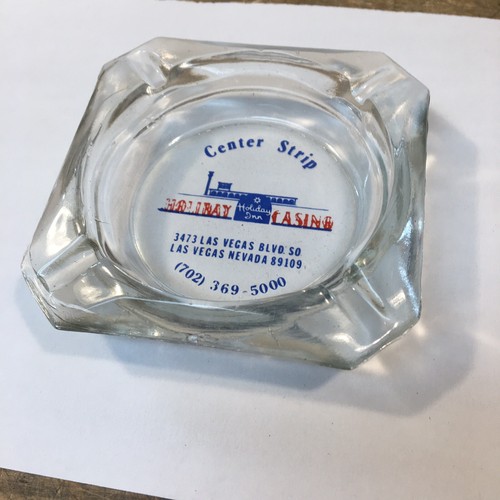 Center Strip
HOLIDAY CASINO
Holiday
Inn
3473 LAS VEGAS BLVD. SO
LAS VEGAS NEVADA 89109
(702) 369-5000